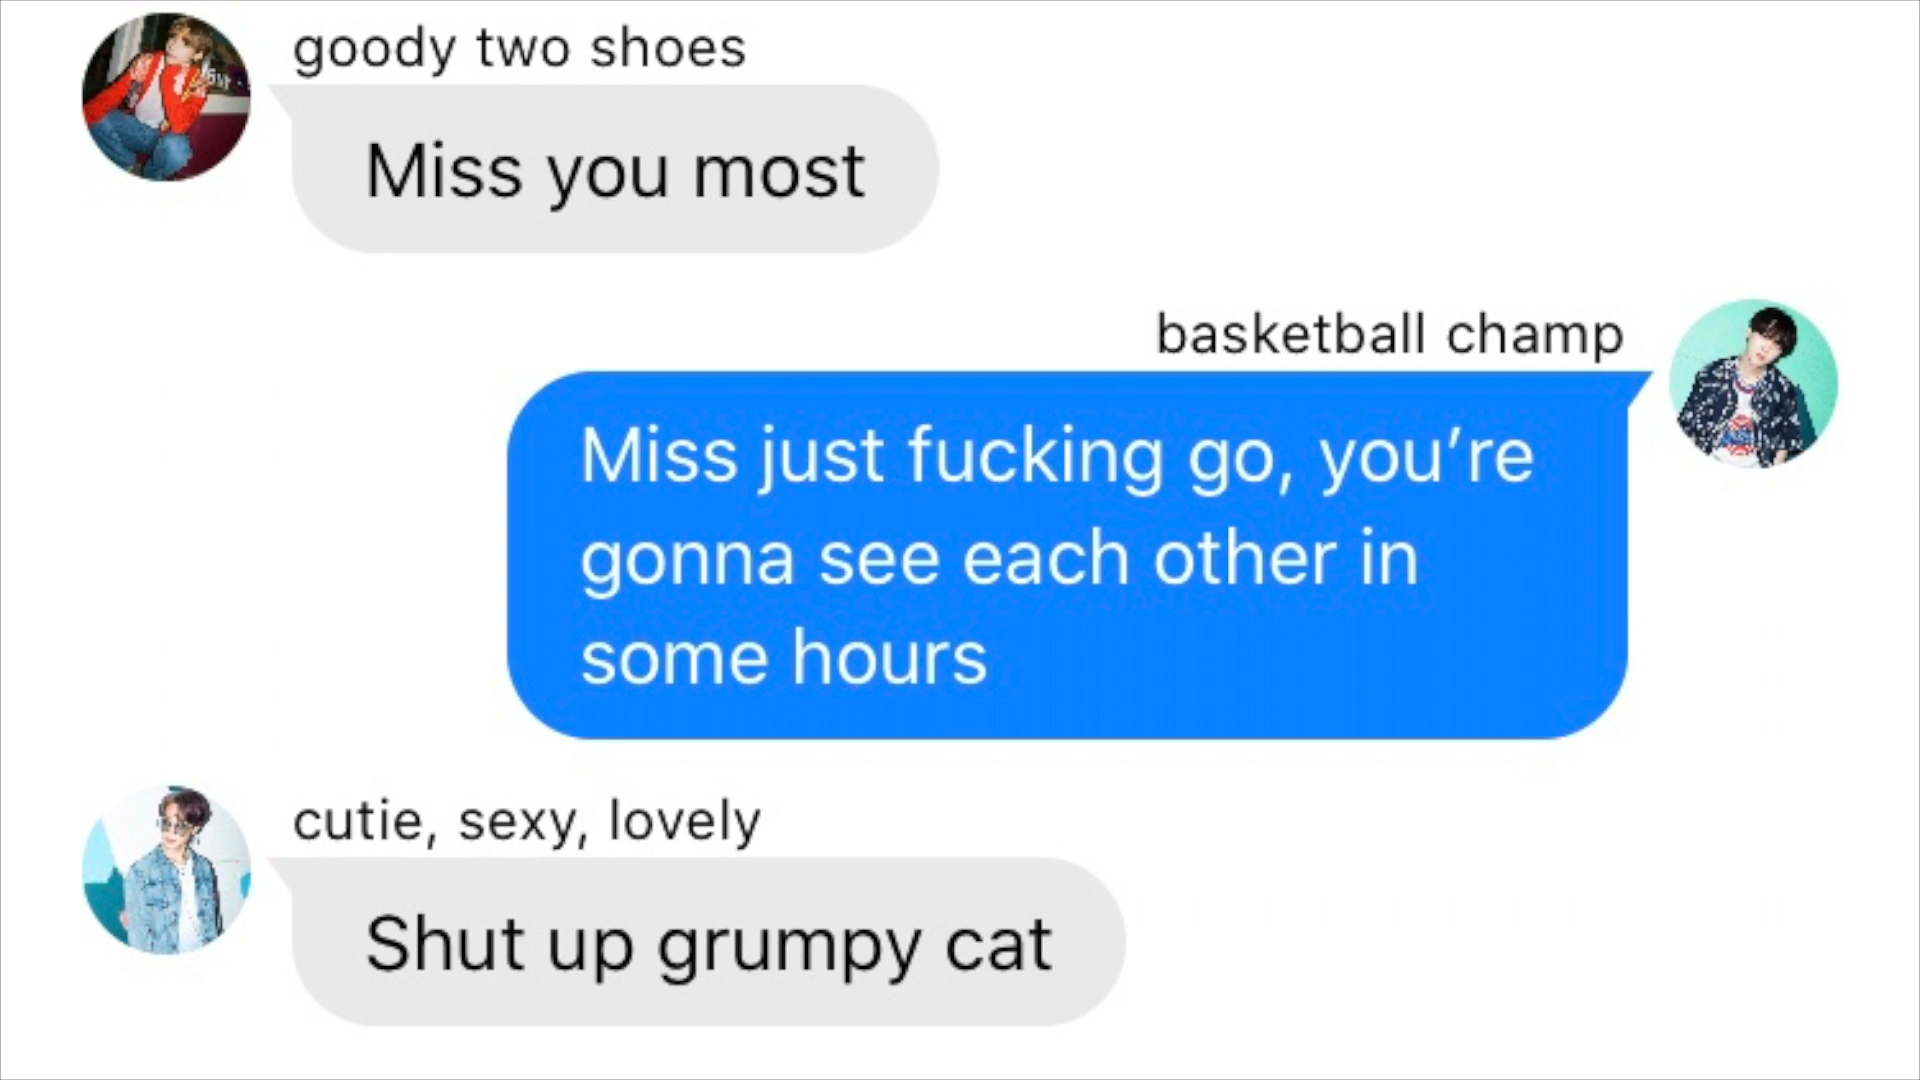 goody two shoes
Miss you most
basketball champ
Miss just fucking go, you’re
gonna see each other in
some hours
cutie, sexy, lovely
Shut up grumpy cat